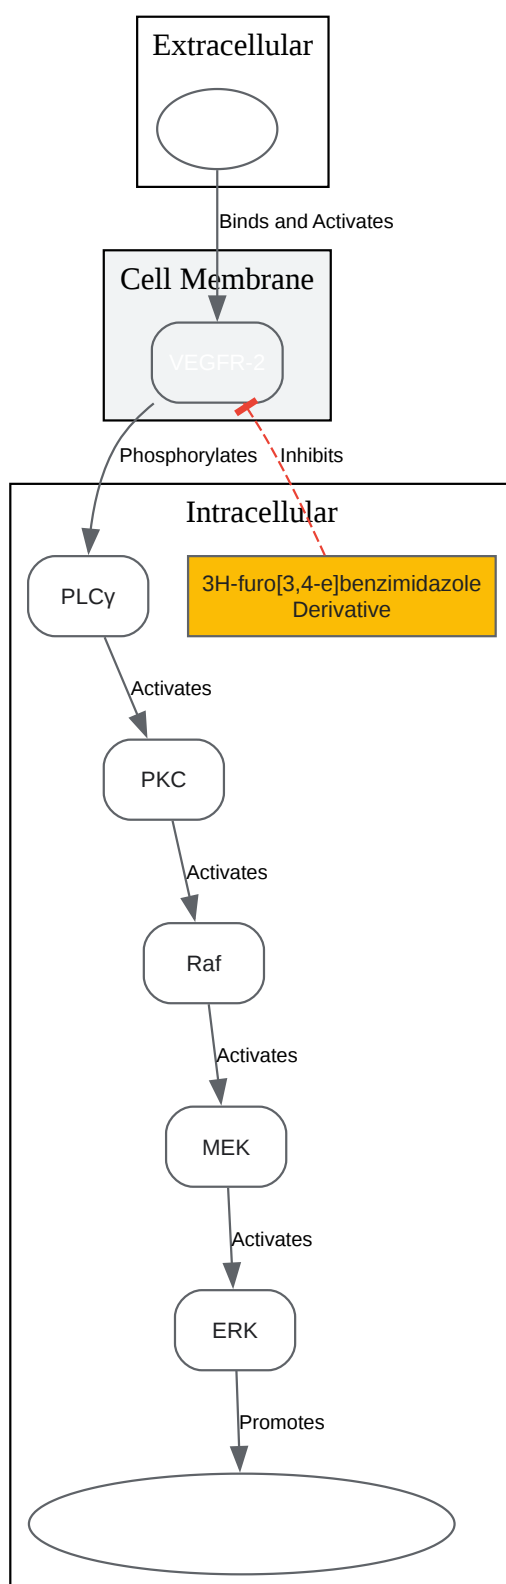 Extracellular
Binds and Activates
Cell Membrane
VEGFR-2
Phosphorylates
Inhibits
Intracellular
PLCγ
3H-furo[3,4-e]benzimidazole
Derivative
Activates
PKC
Activates
Raf
Activates
MEK
Activates
ERK
Promotes